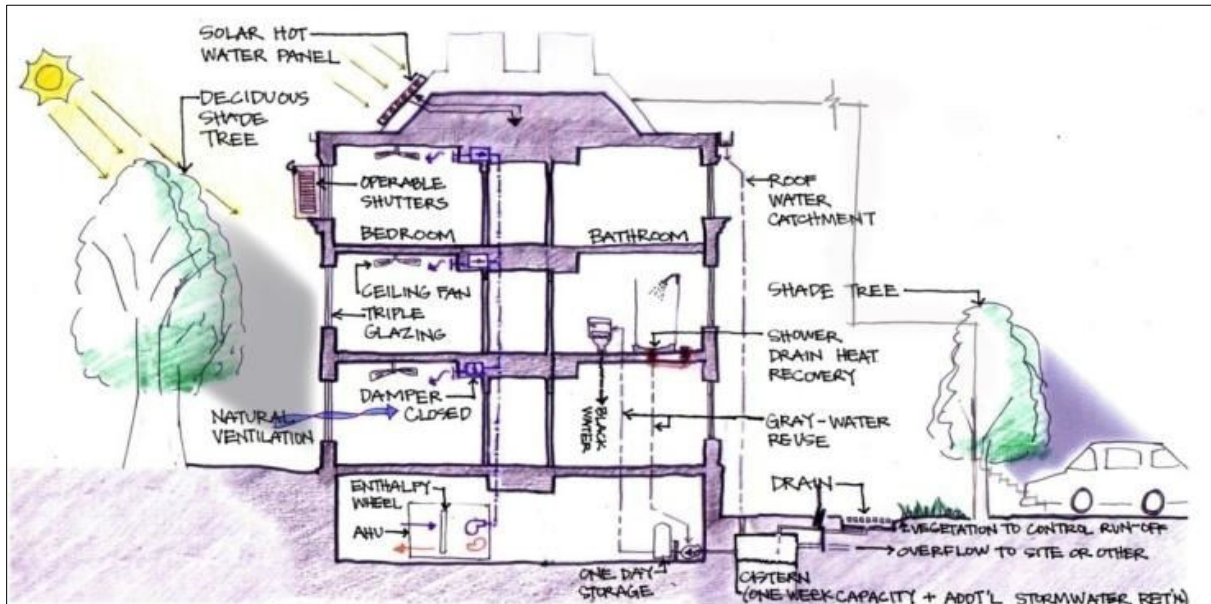 SOLAR HOT
WATER PANEL
DECIDUOUS
SHADE
TREE
OPERABLE
SHUTTERS
BEDROOM
BATHROOM
ROOF
WATER
CATCHMENT
CEILING FAN
TRIPLE
GLAZING
SHADE TREE
SHOWER
DRAIN HEAT
RECOVERY
DAMPER
CLOSED
NATURAL
VENTILATION
BLACK
WATER
GRAY-WATER
REUSE
ENTHALPY
WHEEL
AHU
DRAIN
VEGETATION TO CONTROL RUN-OFF
OVERFLOW TO SITE OR OTHER
ONE DAY
STORAGE
CISTERN
(ONE WEEK CAPACITY + ADDT'L STORMWATER RET'N)